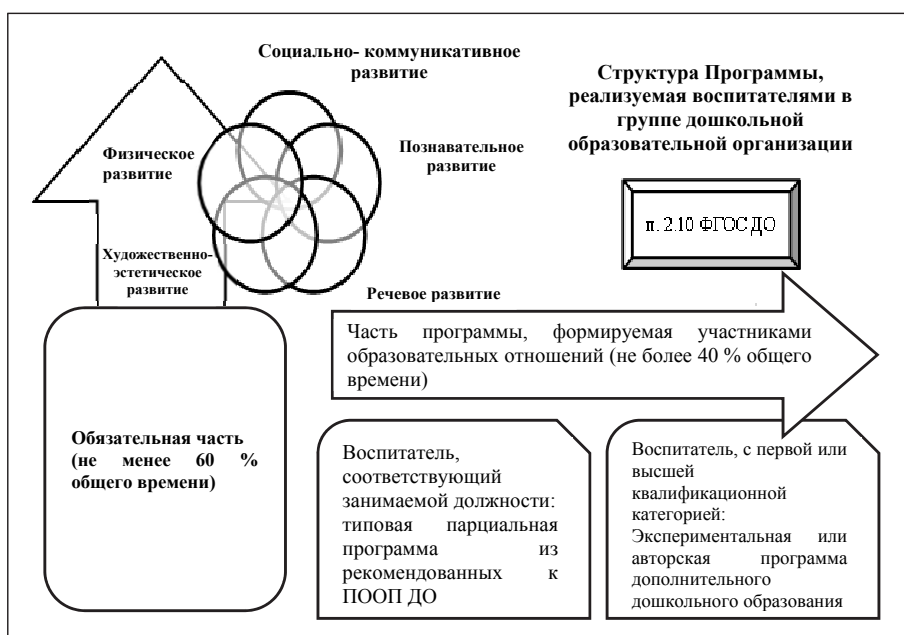 Социально- коммуникативное
развитие
Структура Программы,
реализуемая воспитателями в
группе дошкольной
образовательной организации
Физическое
развитие
Познавательное
развитие
п. 2.10 ФГОС ДО
Художественно-
эстетическое
развитие
Речевое развитие
Часть программы, формируемая участниками
образовательных отношений (не более 40 % общего
времени)
Обязательная часть
(не менее 60 %
общего времени)
Воспитатель,
соответствующий
занимаемой должности:
типовая парциальная
программа из
рекомендованных к
ПООП ДО
Воспитатель, с первой или
высшей
квалификационной
категорией:
Экспериментальная или
авторская программа
дополнительного
дошкольного образования